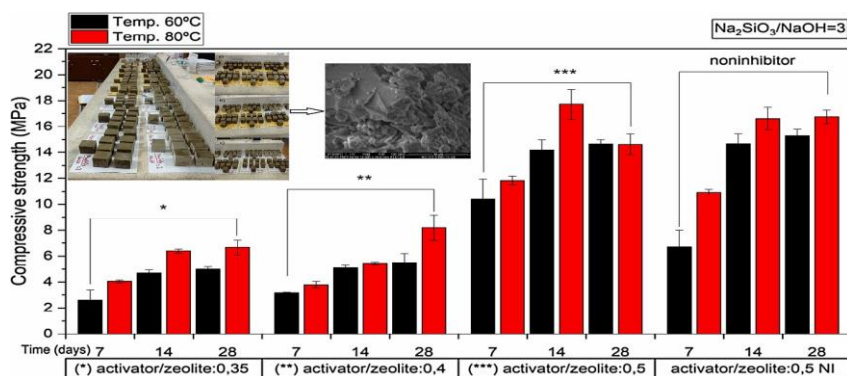 Temp. 60ºC
Temp. 80ºC
Na₂SiO₃/NaOH=3
Compressive strength (MPa)
22
20
18
16
14
12
10
8
6
4
2
0
*
**
***
noninhibitor
Time (days) 7 14 28 7 14 28 7 14 28 7 14 28
(*) activator/zeolite:0,35 (**) activator/zeolite:0,4 (***) activator/zeolite:0,5 activator/zeolite:0,5 NI